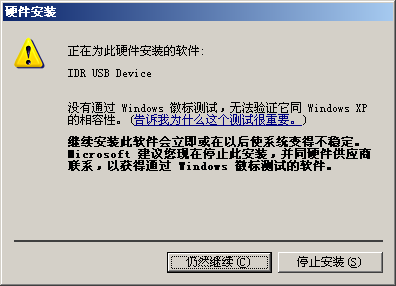 硬件安装
正在为此硬件安装的软件:
IDR USB Device
没有通过 Windows 徽标测试，无法验证它同 Windows XP
的相容性。(告诉我为什么这个测试很重要。)
继续安装此软件会立即或在以后使系统变得不稳定。
Microsoft 建议您现在停止此安装，并同硬件供应商
联系，以获得通过 Windows 徽标测试的软件。
仍然继续(C)
停止安装(S)